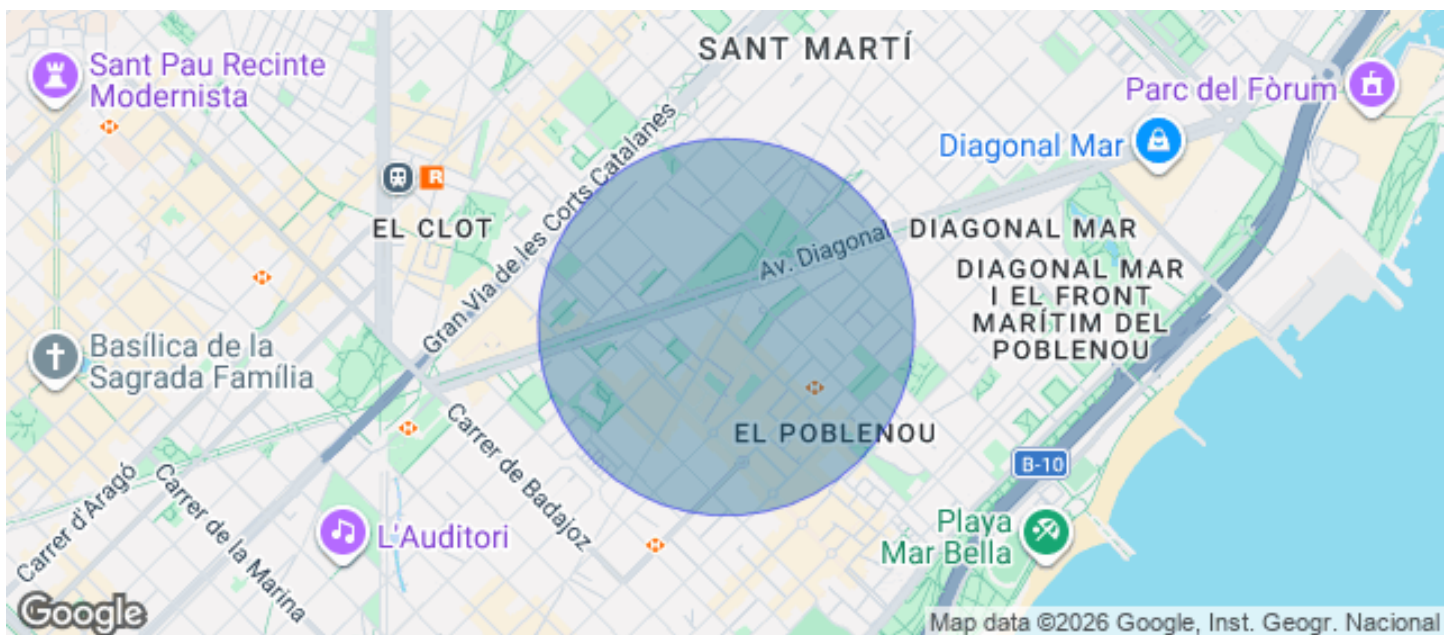 SANT MARTÍ
Sant Pau Recinte
Modernista
Parc del Fòrum
Diagonal Mar
R
Gran Via de les Corts Catalanes
EL CLOT
Av. Diagonal
DIAGONAL MAR
DIAGONAL MAR
I EL FRONT
MARÍTIM DEL
POBLENOU
Basílica de la
Sagrada Família
EL POBLENOU
B-10
Carrer d'Aragó
Carrer de la Marina
Carrer de Badajoz
L'Auditori
Playa
Mar Bella
Google
Map data ©2026 Google, Inst. Geogr. Nacional